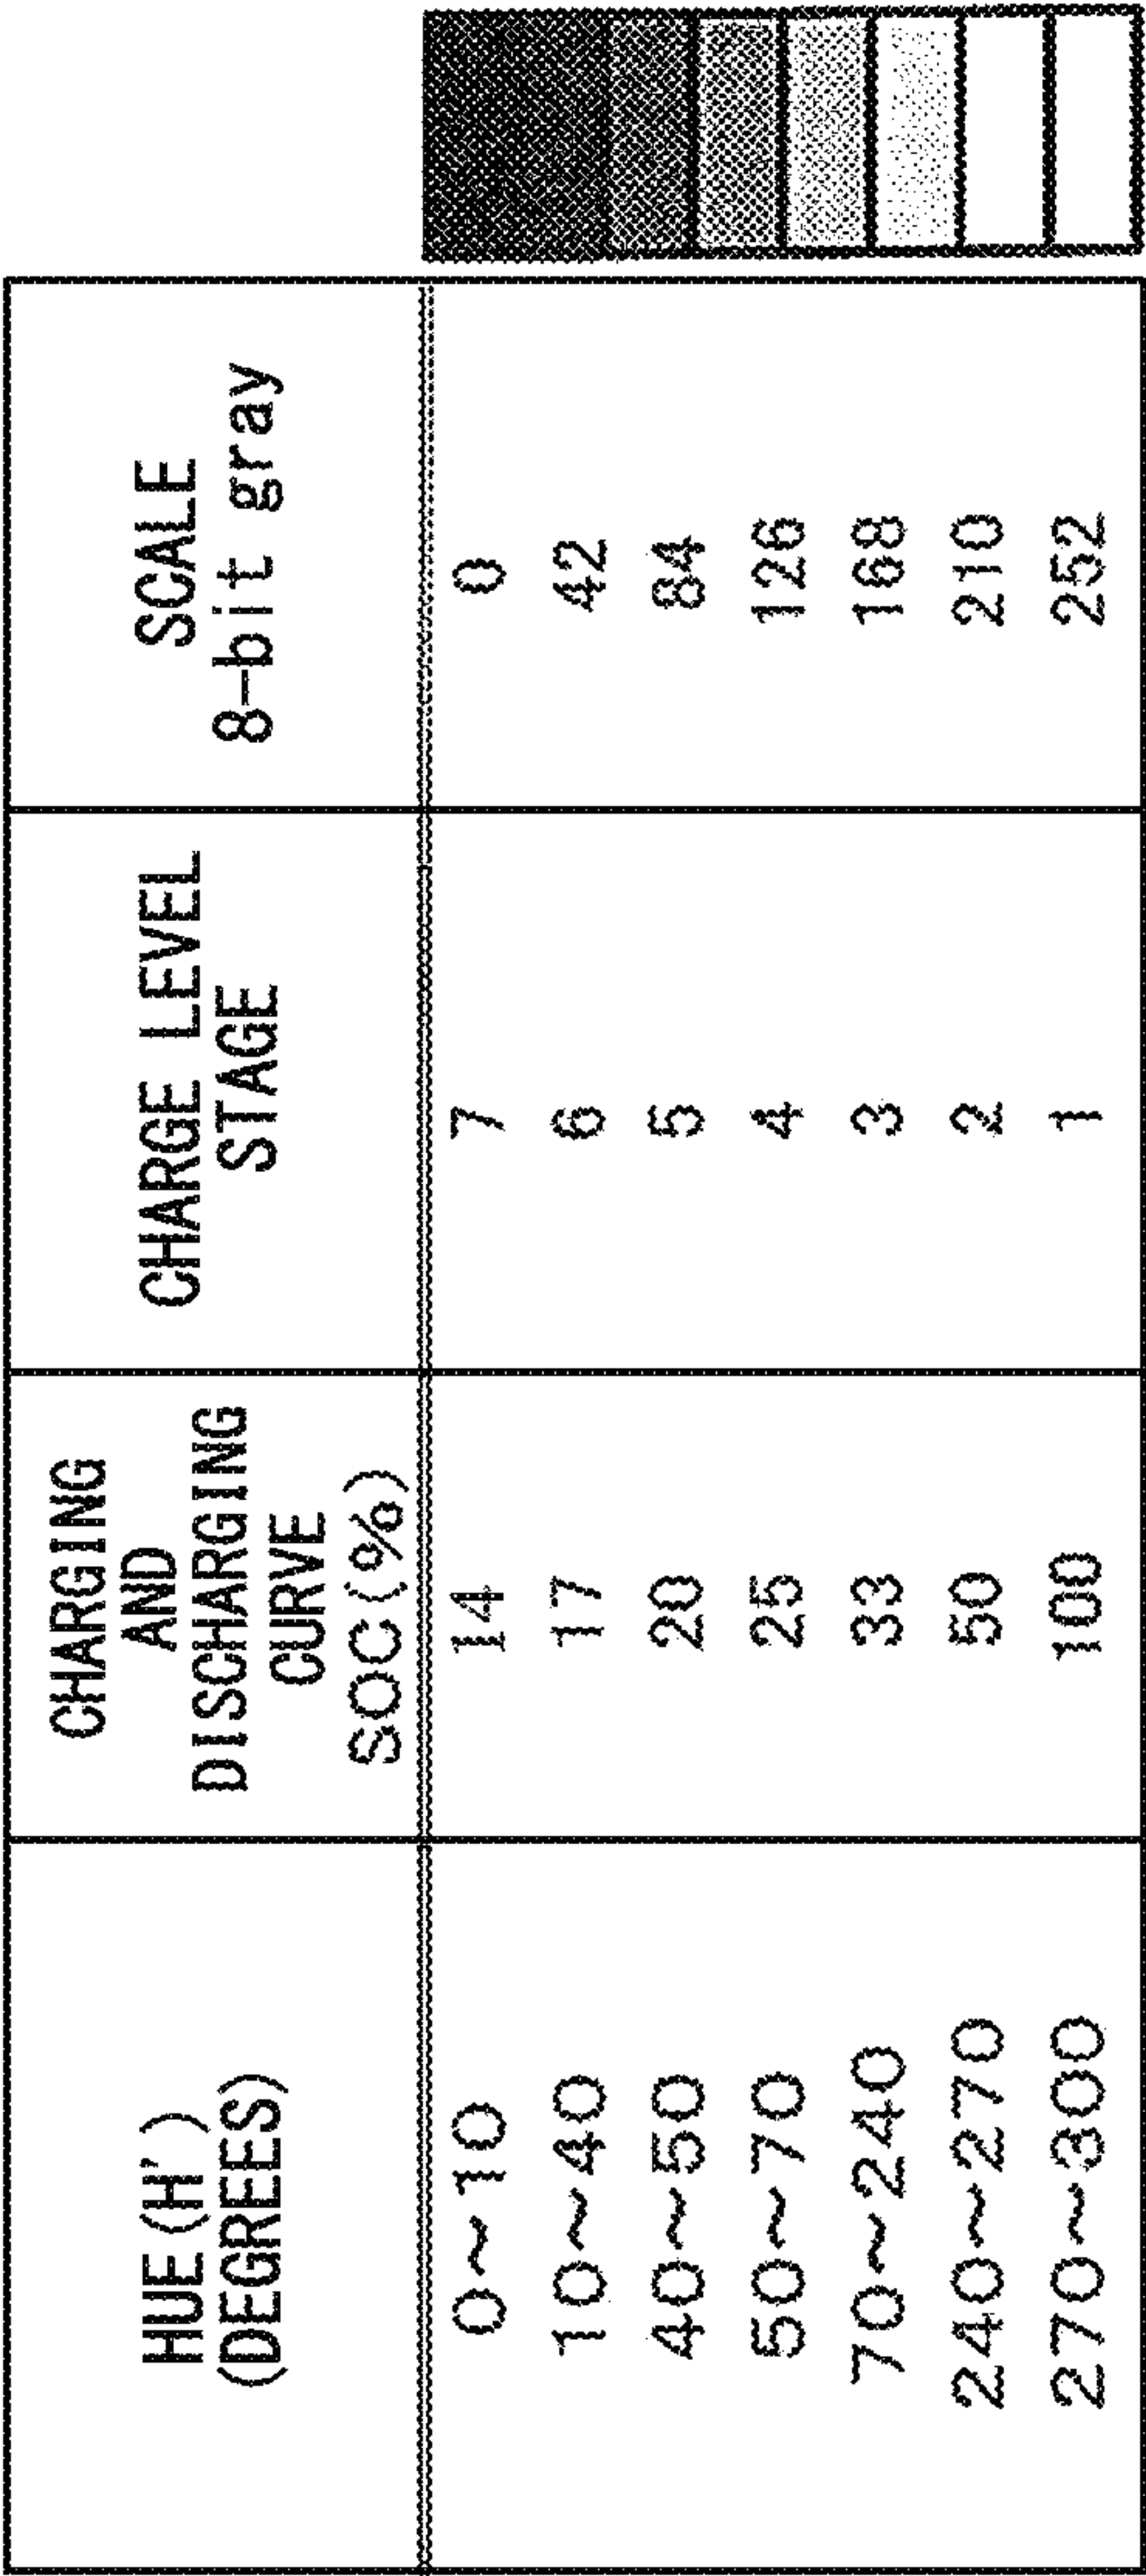 HUE(H')
(DEGREES)
CHARGING
AND
DISCHARGING
CURVE
SOC(%)
CHARGE LEVEL
STAGE
SCALE
8-bit gray
0~10 14 7 0
10~40 17 6 42
40~50 20 5 84
50~70 25 4 126
70~240 33 3 168
240~270 50 2 210
270~300 100 1 252